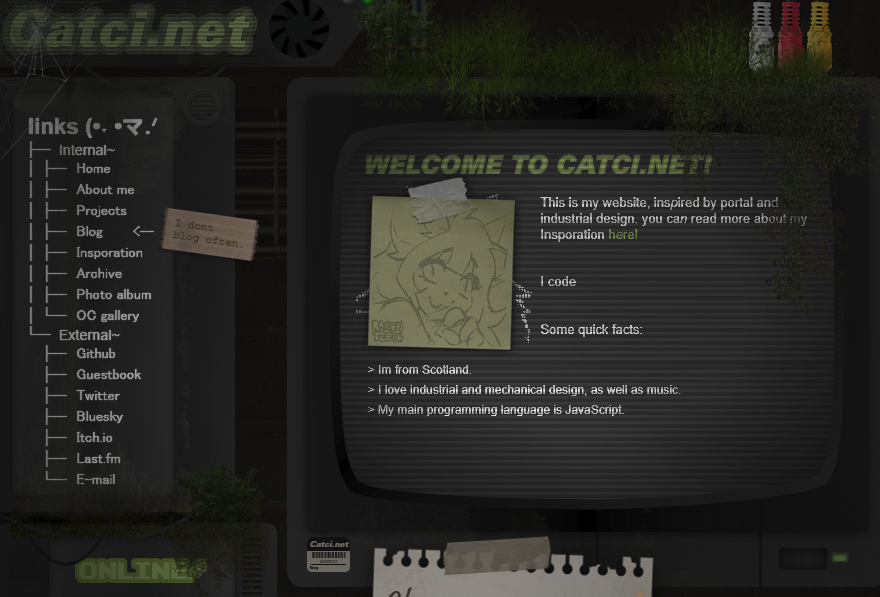 Catci.net
links (•. •マ.ᐟ
Internal~
Home
About me
Projects
Blog
<—
I dont
blog often.
Insporation
Archive
Photo album
OC gallery
External~
Github
Guestbook
Twitter
Bluesky
Itch.io
Last.fm
E-mail
ONLINE!
WELCOME TO CATCI.NET!
This is my website, inspired by portal and
industrial design. you can read more about my
Insporation here!
I code
Some quick facts:
RAVEN
TEETH
> Im from Scotland.
> I love industrial and mechanical design, as well as music.
> My main programming language is JavaScript.
Catci.net